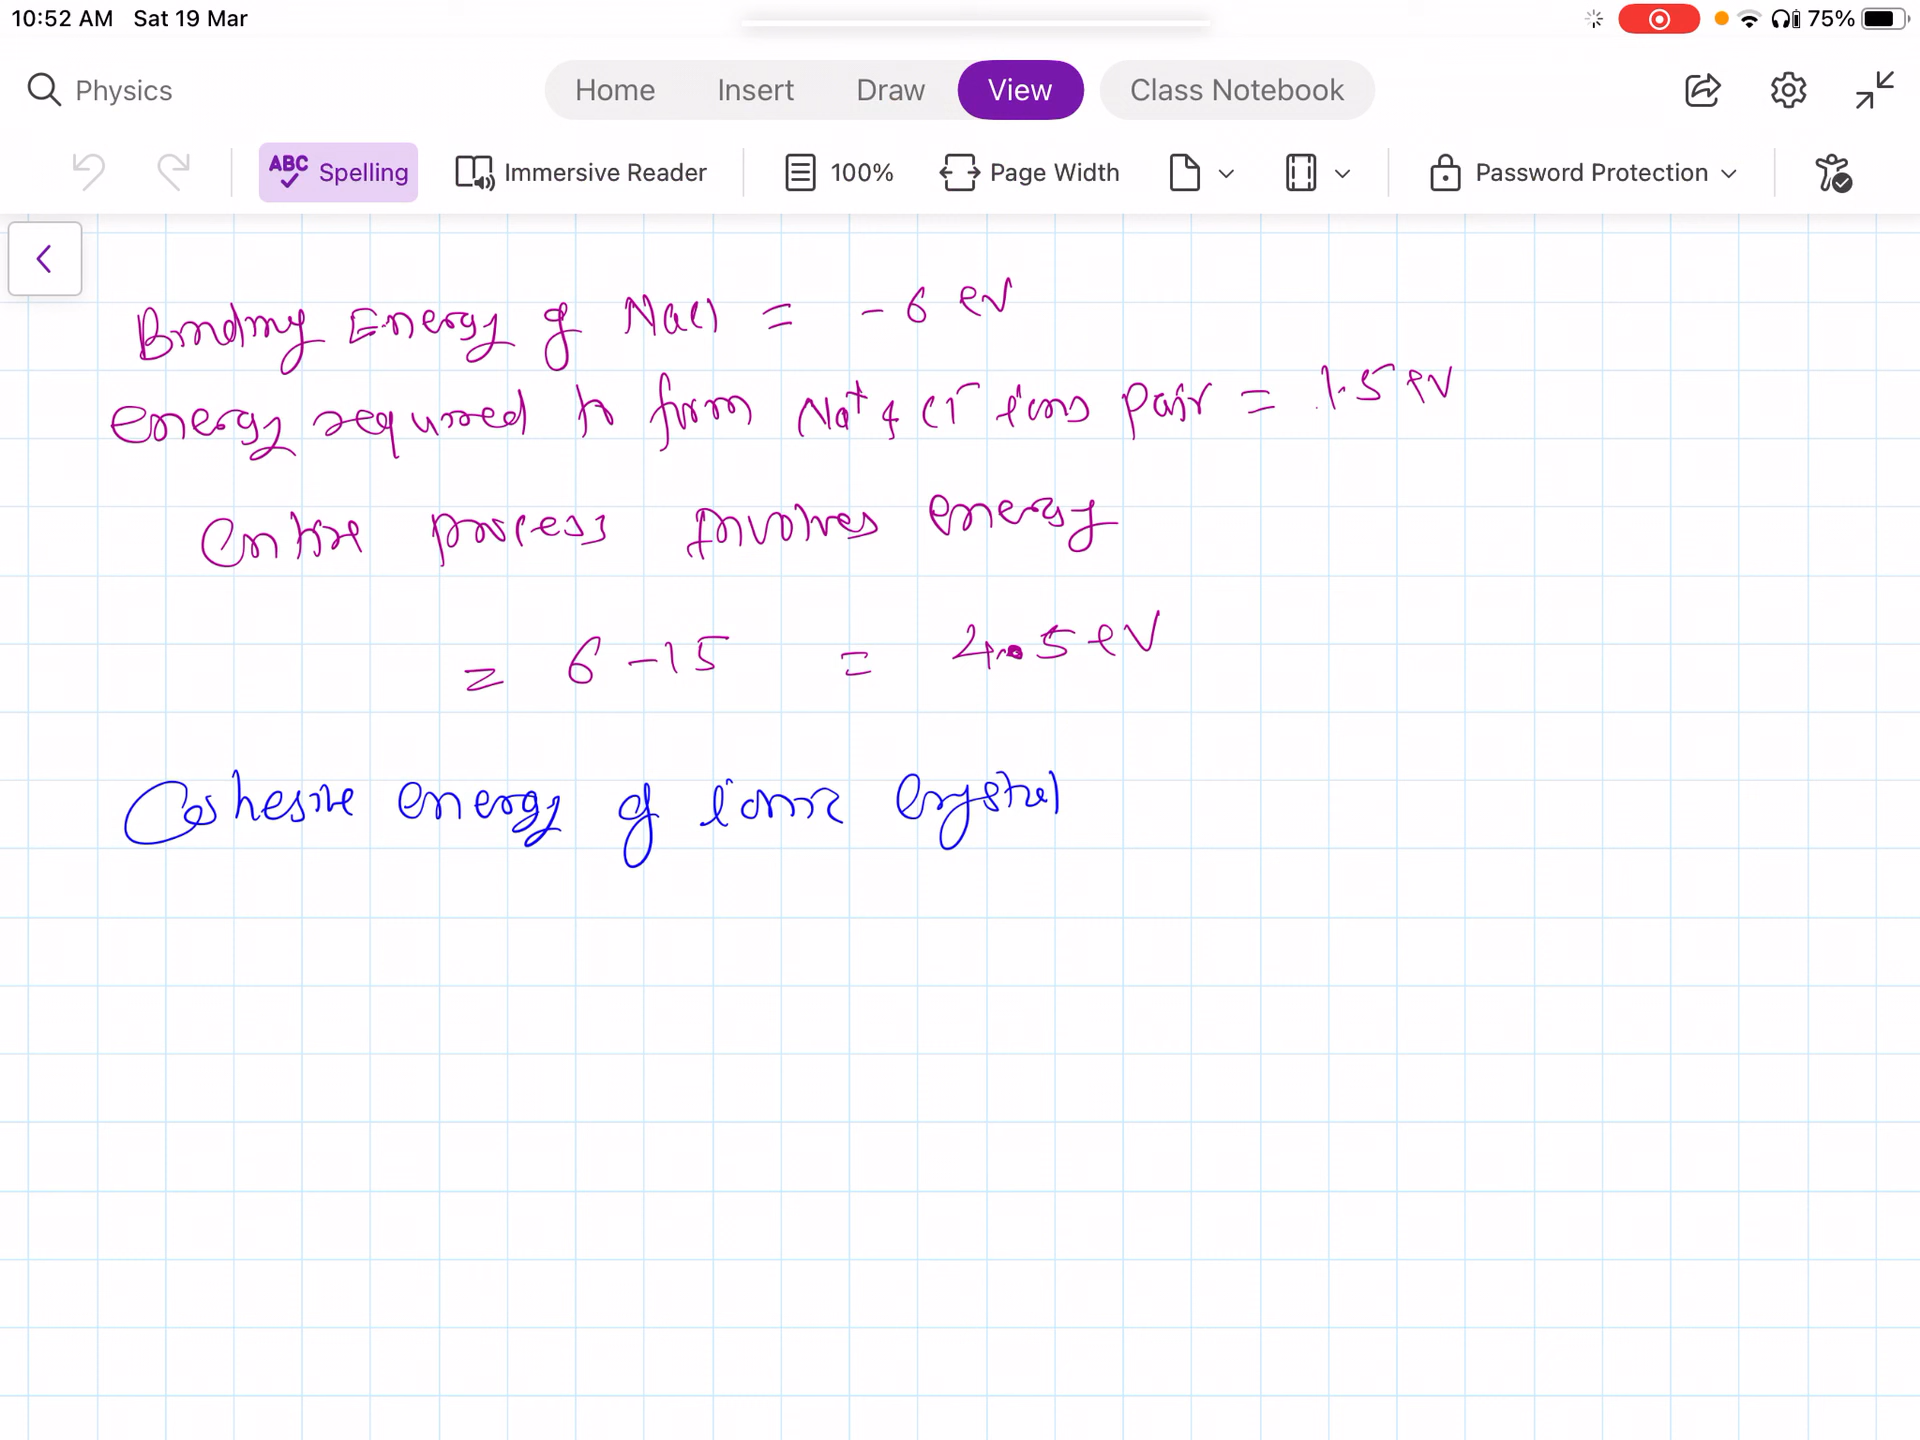 10:52 AM Sat 19 Mar 75%
Physics Home Insert Draw View Class Notebook
ABC Spelling Immersive Reader 100% Page Width Password Protection
Binding Energy of NaCl = - 6 eV
energy required to form Na+ & Cl- ions pair = 1.5 eV
Entire process involves energy
= 6 - 15 = 4.5 eV
Cohesive energy of ionic Crystal